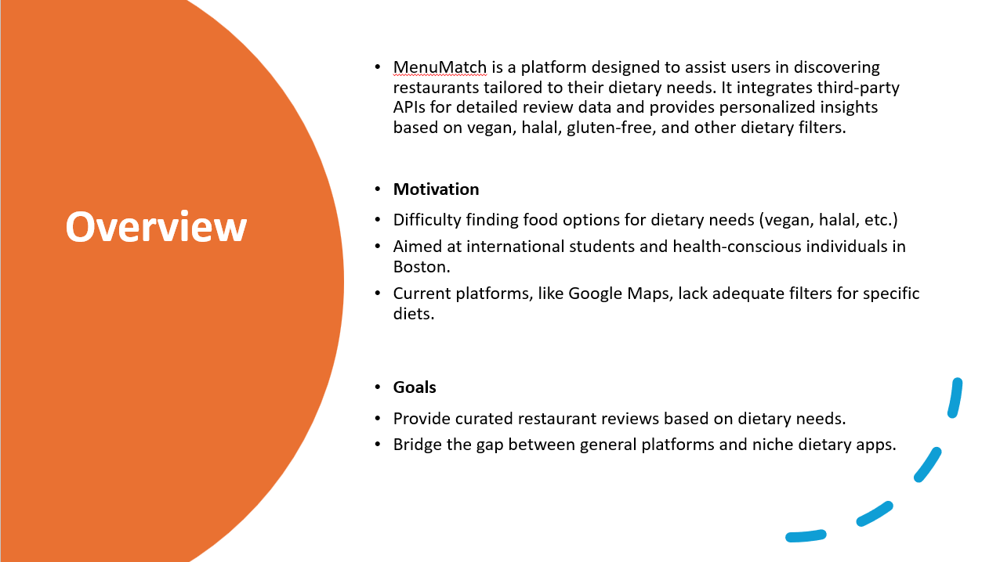 Overview
• MenuMatch is a platform designed to assist users in discovering
restaurants tailored to their dietary needs. It integrates third-party
APIs for detailed review data and provides personalized insights
based on vegan, halal, gluten-free, and other dietary filters.
• Motivation
• Difficulty finding food options for dietary needs (vegan, halal, etc.)
• Aimed at international students and health-conscious individuals in
Boston.
• Current platforms, like Google Maps, lack adequate filters for specific
diets.
• Goals
• Provide curated restaurant reviews based on dietary needs.
• Bridge the gap between general platforms and niche dietary apps.